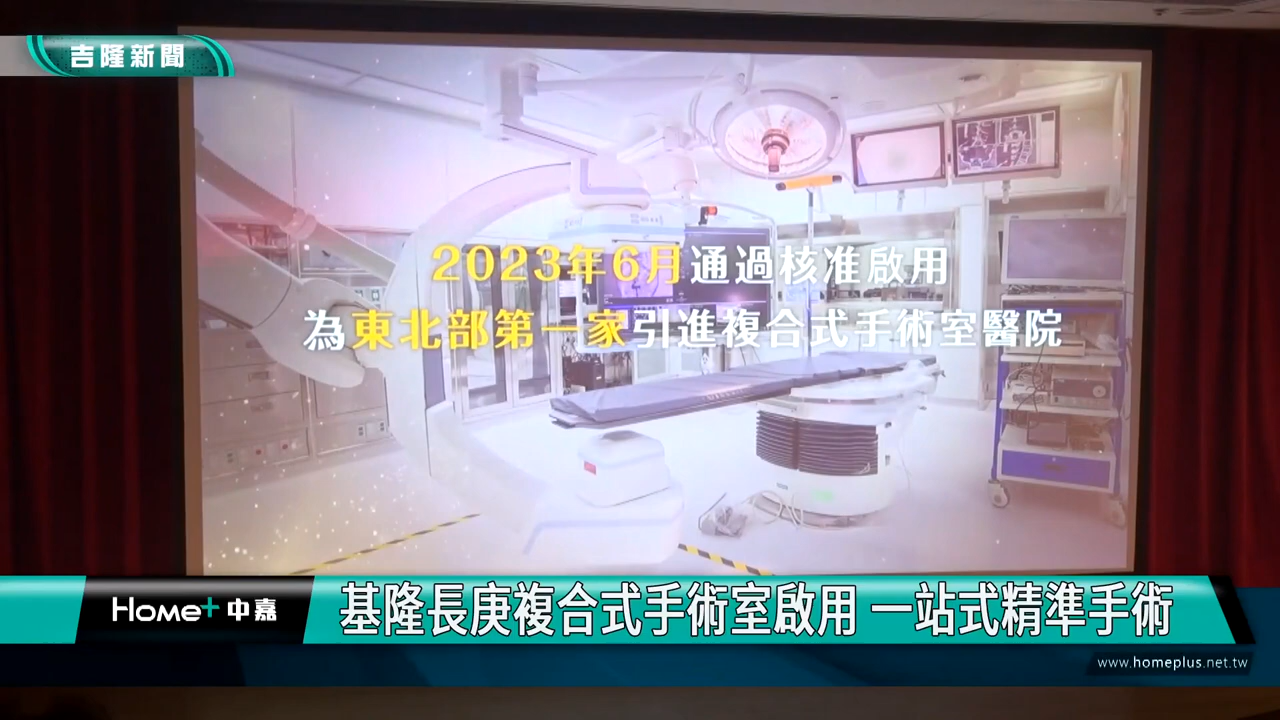 吉隆新聞
2023年6月通過核准啟用
為東北部第一家引進複合式手術室醫院
Home+中嘉
基隆長庚複合式手術室啟用 一站式精準手術
www.homeplus.net.tw